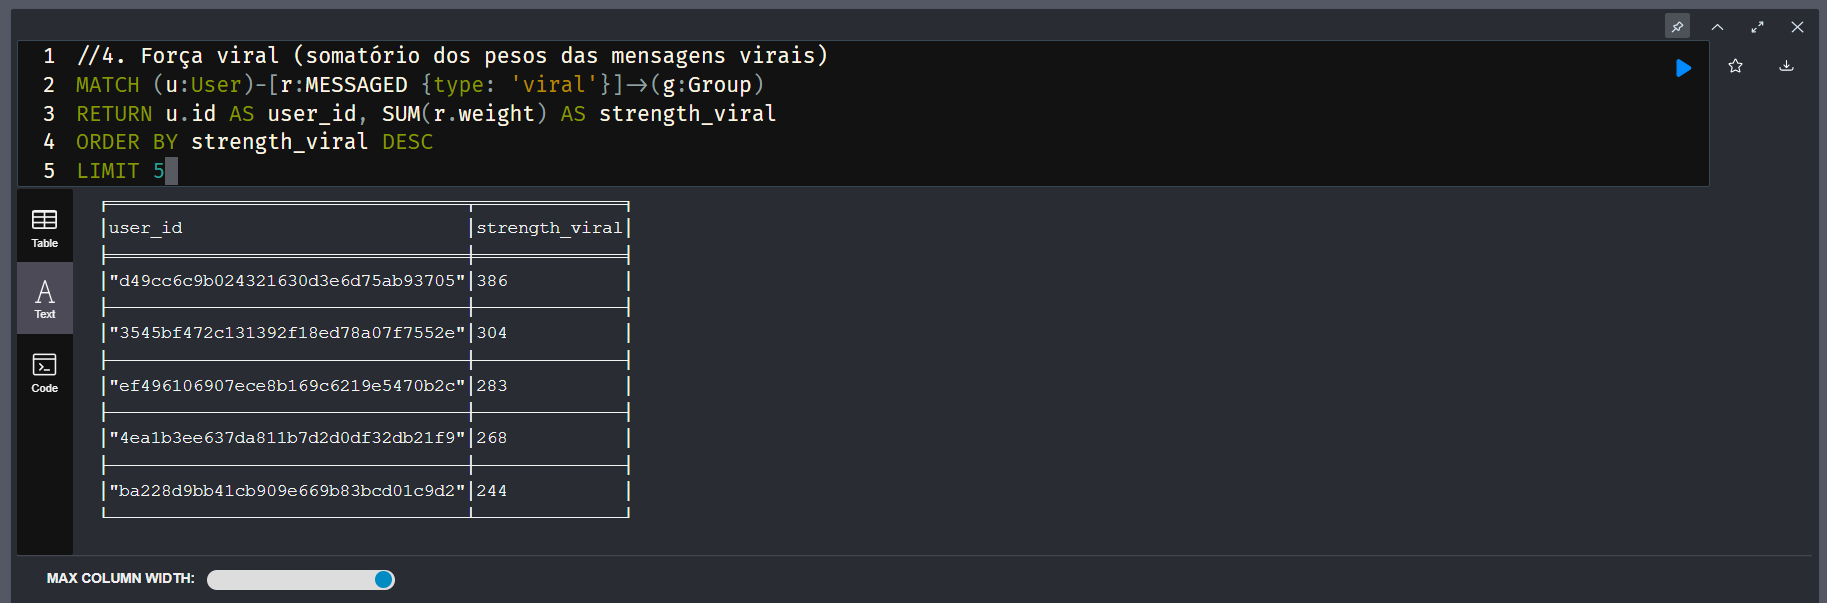 1 //4. Força viral (somatório dos pesos das mensagens virais)
2 MATCH (u:User)-[r:MESSAGED {type: 'viral'}]->(g:Group)
3 RETURN u.id AS user_id, SUM(r.weight) AS strength_viral
4 ORDER BY strength_viral DESC
5 LIMIT 5
Table
Text
Code
user_id strength_viral
"d49cc6c9b024321630d3e6d75ab93705" 386
"3545bf472c131392f18ed78a07f7552e" 304
"ef496106907ece8b169c6219e5470b2c" 283
"4ea1b3ee637da811b7d2d0df32db21f9" 268
"ba228d9bb41cb909e669b83bcd01c9d2" 244
MAX COLUMN WIDTH: